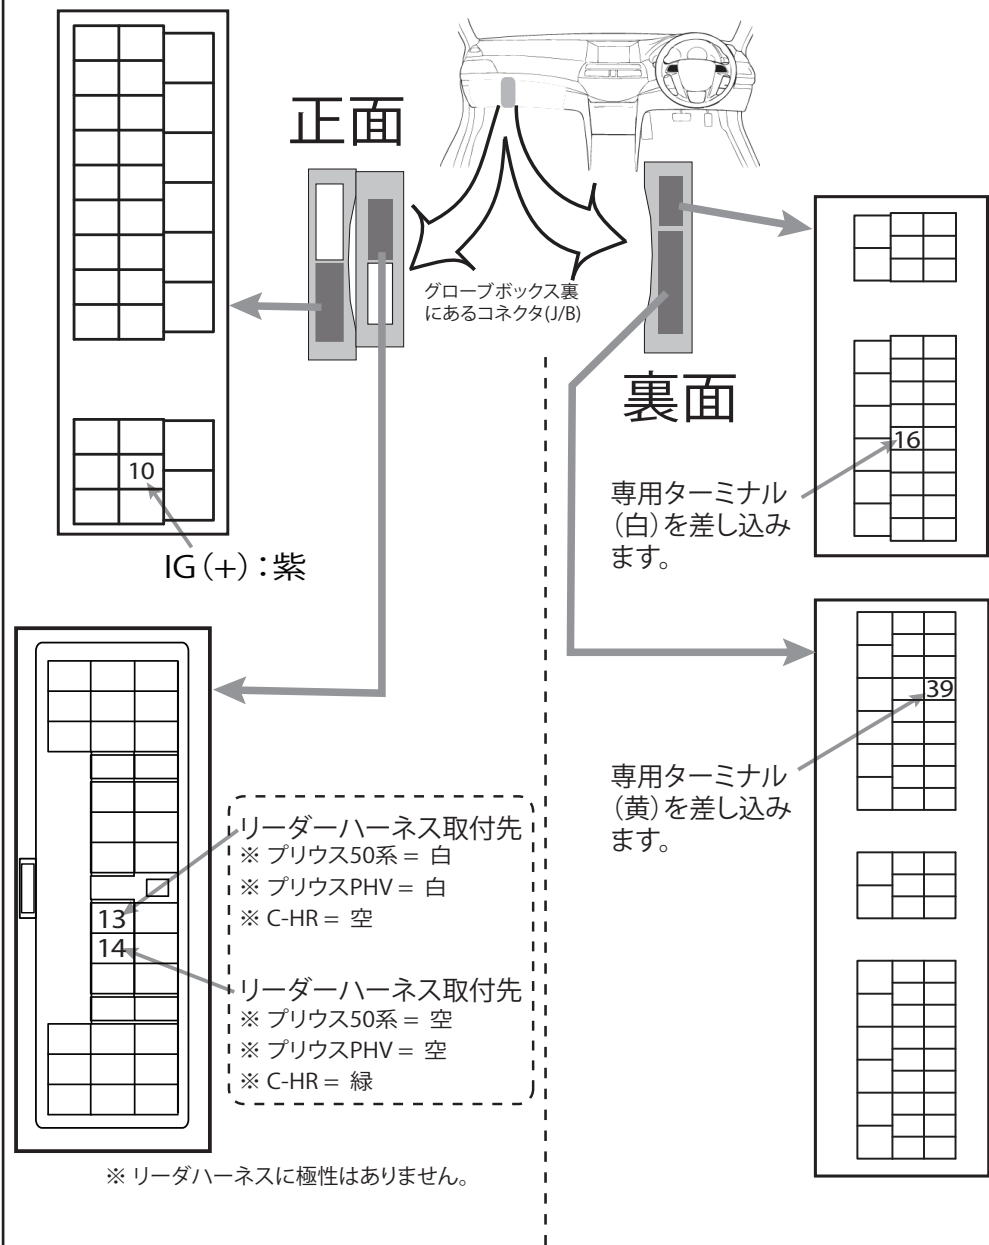 正面
グローブボックス裏
にあるコネクタ(J/B)
10
IG(+):紫
リーダーハーネス取付先
※ プリウス50系 = 白
※ プリウスPHV = 白
※ C-HR = 空
13
14
リーダーハーネス取付先
※ プリウス50系 = 空
※ プリウスPHV = 空
※ C-HR = 緑
※ リーダハーネスに極性はありません。
裏面
16
専用ターミナル
(白)を差し込み
ます。
39
専用ターミナル
(黄)を差し込み
ます。